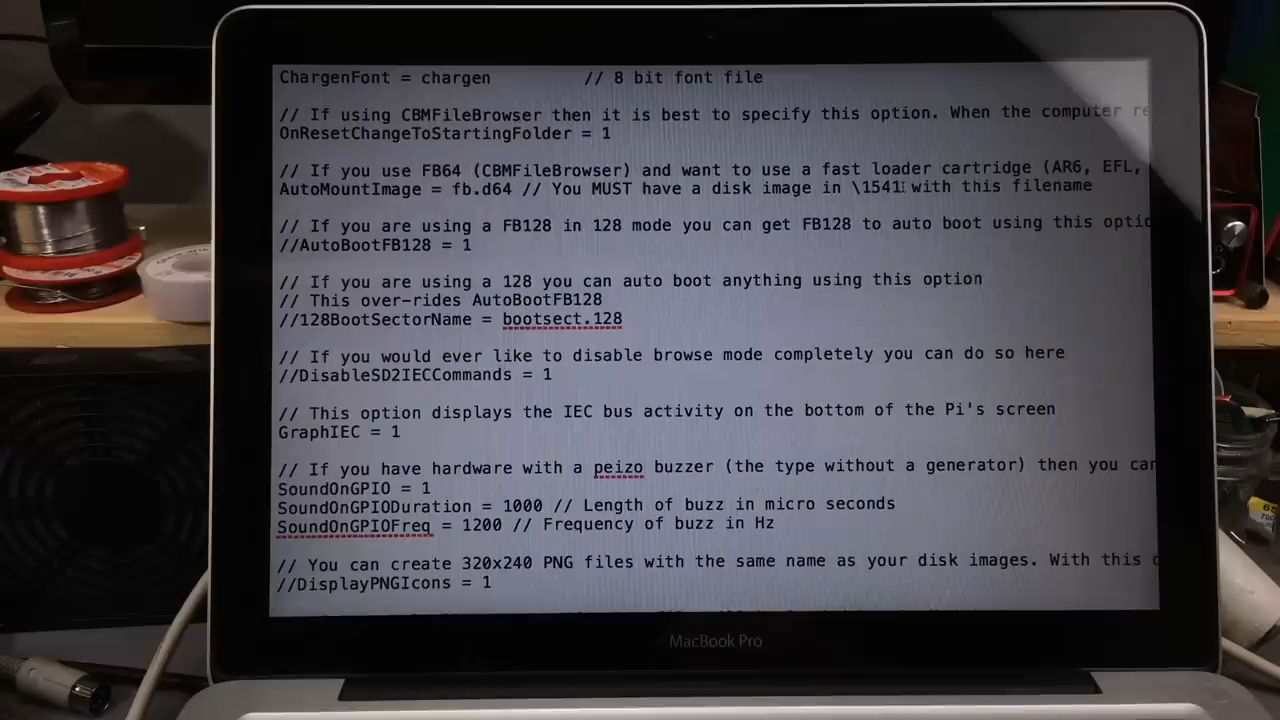 ChargenFont = chargen // 8 bit font file
// If using CBMFileBrowser then it is best to specify this option. When the computer re
OnResetChangeToStartingFolder = 1
// If you use FB64 (CBMFileBrowser) and want to use a fast loader cartridge (AR6, EFL,
AutoMountImage = fb.d64 // You MUST have a disk image in \1541 with this filename
// If you are using a FB128 in 128 mode you can get FB128 to auto boot using this optio
//AutoBootFB128 = 1
// If you are using a 128 you can auto boot anything using this option
// This over-rides AutoBootFB128
//128BootSectorName = bootsect.128
// If you would ever like to disable browse mode completely you can do so here
//DisableSD2IECCommands = 1
// This option displays the IEC bus activity on the bottom of the Pi's screen
GraphIEC = 1
// If you have hardware with a peizo buzzer (the type without a generator) then you can
SoundOnGPIO = 1
SoundOnGPIODuration = 1000 // Length of buzz in micro seconds
SoundOnGPIOFreq = 1200 // Frequency of buzz in Hz
// You can create 320x240 PNG files with the same name as your disk images. With this
//DisplayPNGIcons = 1
MacBook Pro